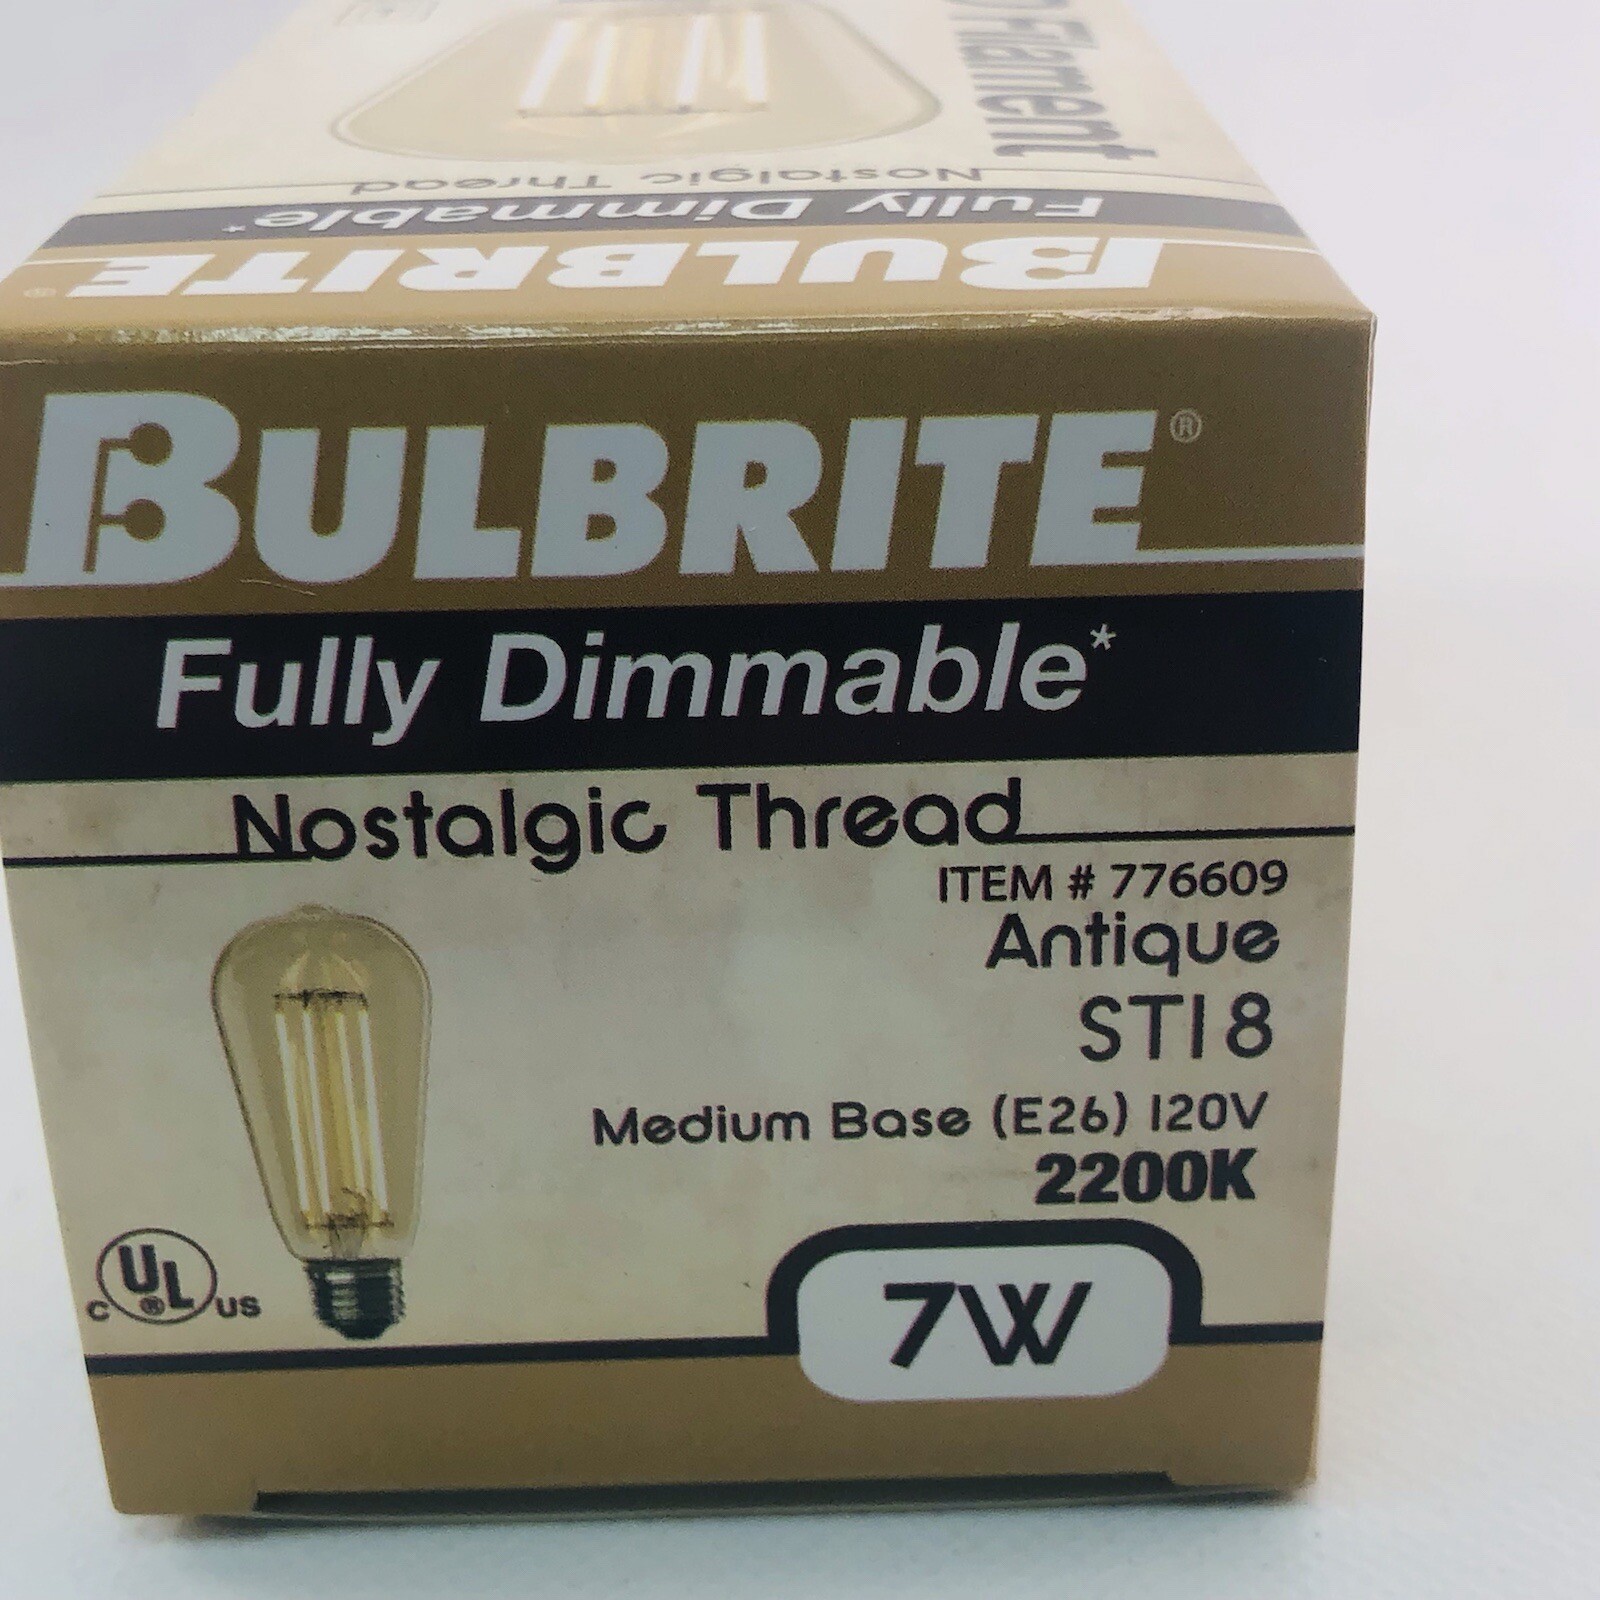 Filament
Nostalgic Thread
Fully Dimmable*
BULBRITE®
BULBRITE®
Fully Dimmable*
Nostalgic Thread
ITEM # 776609
Antique
ST18
Medium Base (E26) 120V
2200K
7W
C UL® US